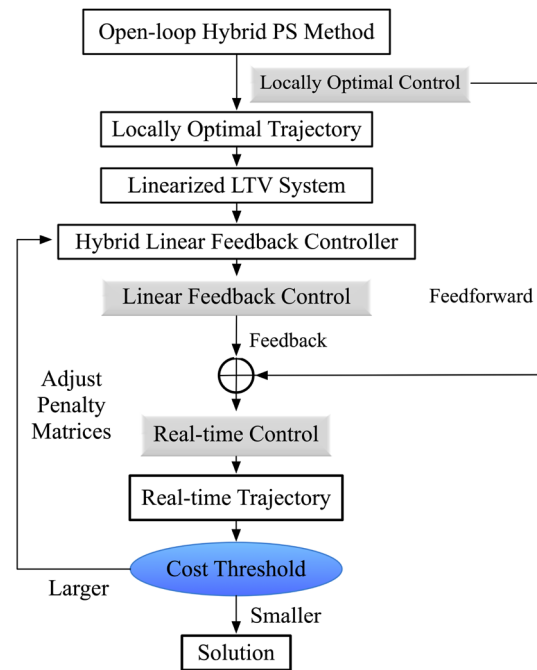 Open-loop Hybrid PS Method
Locally Optimal Control
Locally Optimal Trajectory
Linearized LTV System
Hybrid Linear Feedback Controller
Linear Feedback Control
Feedforward
Feedback
Adjust
Penalty
Matrices
Real-time Control
Real-time Trajectory
Cost Threshold
Larger
Smaller
Solution